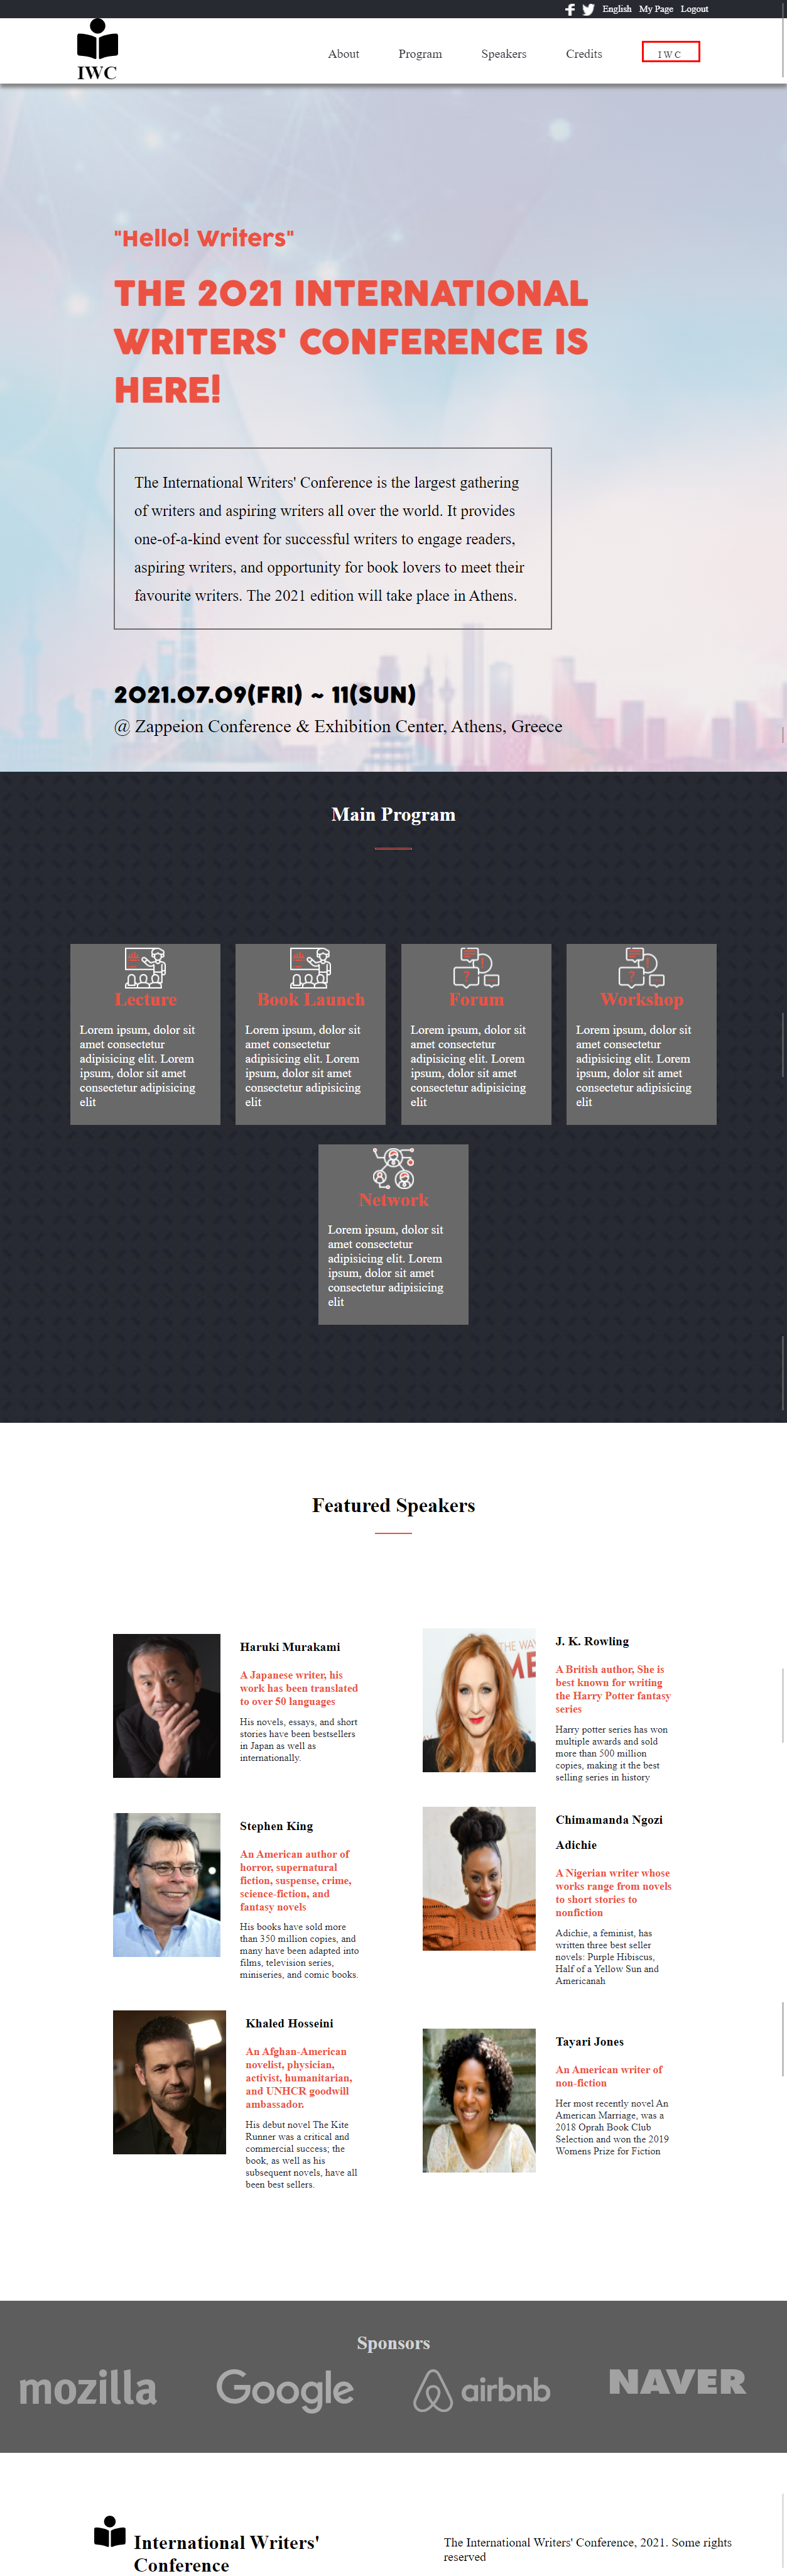 English My Page Logout
IWC
About Program Speakers Credits IWC
"Hello! Writers"
THE 2021 INTERNATIONAL
WRITERS' CONFERENCE IS
HERE!
The International Writers' Conference is the largest gathering
of writers and aspiring writers all over the world. It provides
one-of-a-kind event for successful writers to engage readers,
aspiring writers, and opportunity for book lovers to meet their
favourite writers. The 2021 edition will take place in Athens.
2021.07.09(FRI) ~ 11(SUN)
@ Zappeion Conference & Exhibition Center, Athens, Greece
Main Program
Lecture
Lorem ipsum, dolor sit
amet consectetur
adipisicing elit. Lorem
ipsum, dolor sit amet
consectetur adipisicing
elit
Book Launch
Lorem ipsum, dolor sit
amet consectetur
adipisicing elit. Lorem
ipsum, dolor sit amet
consectetur adipisicing
elit
Forum
Lorem ipsum, dolor sit
amet consectetur
adipisicing elit. Lorem
ipsum, dolor sit amet
consectetur adipisicing
elit
Workshop
Lorem ipsum, dolor sit
amet consectetur
adipisicing elit. Lorem
ipsum, dolor sit amet
consectetur adipisicing
elit
Network
Lorem ipsum, dolor sit
amet consectetur
adipisicing elit. Lorem
ipsum, dolor sit amet
consectetur adipisicing
elit
Featured Speakers
Haruki Murakami
A Japanese writer, his
work has been translated
to over 50 languages
His novels, essays, and short
stories have been bestsellers
in Japan as well as
internationally.
THE WAY
ME
J. K. Rowling
A British author, She is
best known for writing
the Harry Potter fantasy
series
Harry potter series has won
multiple awards and sold
more than 500 million
copies, making it the best
selling series in history
Stephen King
An American author of
horror, supernatural
fiction, suspense, crime,
science-fiction, and
fantasy novels
His books have sold more
than 350 million copies, and
many have been adapted into
films, television series,
miniseries, and comic books.
Chimamanda Ngozi
Adichie
A Nigerian writer whose
works range from novels
to short stories to
nonfiction
Adichie, a feminist, has
written three best seller
novels: Purple Hibiscus,
Half of a Yellow Sun and
Americanah
Khaled Hosseini
An Afghan-American
novelist, physician,
activist, humanitarian,
and UNHCR goodwill
ambassador.
His debut novel The Kite
Runner was a critical and
commercial success; the
book, as well as his
subsequent novels, have all
been best sellers.
Tayari Jones
An American writer of
non-fiction
Her most recently novel An
American Marriage, was a
2018 Oprah Book Club
Selection and won the 2019
Womens Prize for Fiction
Sponsors
mozilla Google airbnb NAVER
International Writers'
Conference
The International Writers' Conference, 2021. Some rights
reserved